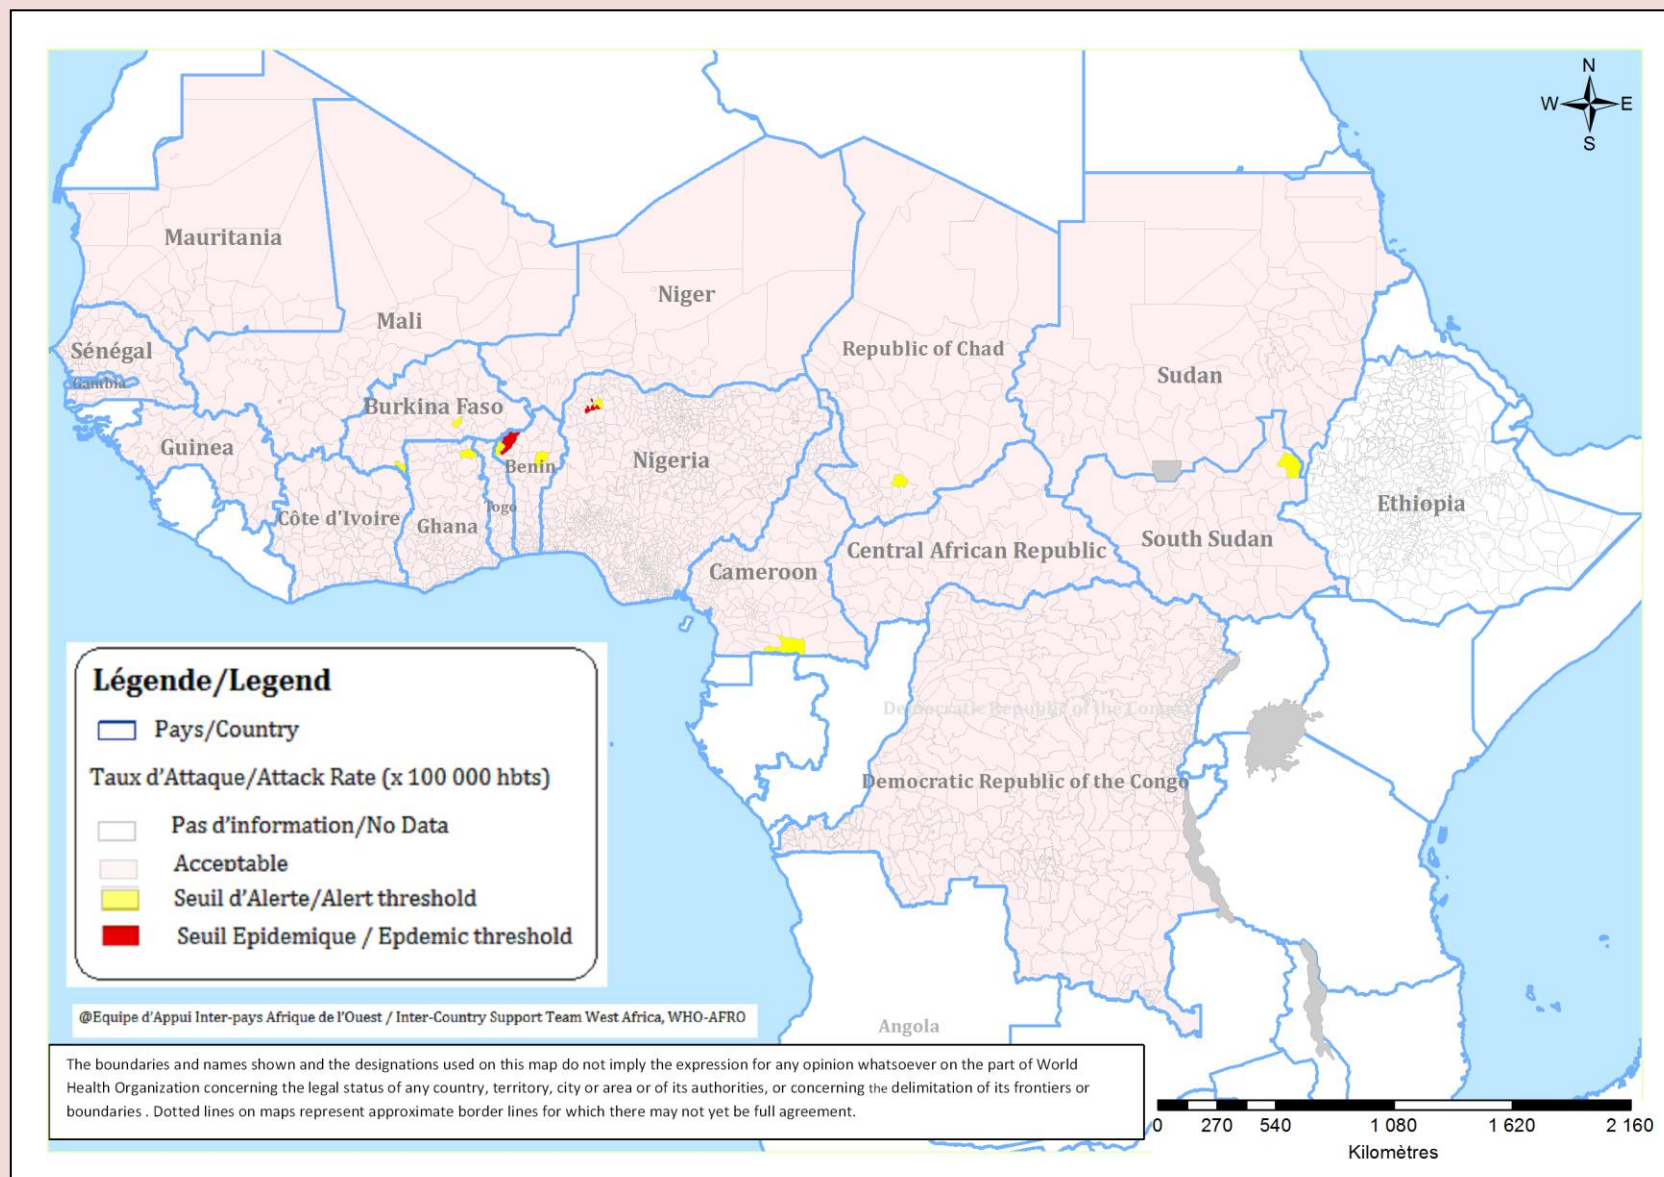 N
W E
S
Mauritania
Niger
Mali
Republic of Chad
Sénégal
Sudan
Gambia
Burkina Faso
Guinea
Nigeria
Benin
Ethiopia
Togo
Côte d'Ivoire
Ghana
South Sudan
Central African Republic
Cameroon
Democratic Republic of the Congo
Democratic Republic of the Congo
Angola
Légende/Legend
Pays/Country
Taux d'Attaque/Attack Rate (x 100 000 hbts)
Pas d'information/No Data
Acceptable
Seuil d'Alerte/Alert threshold
Seuil Epidemique / Epdemic threshold
@Equipe d'Appui Inter-pays Afrique de l'Ouest / Inter-Country Support Team West Africa, WHO-AFRO
The boundaries and names shown and the designations used on this map do not imply the expression for any opinion whatsoever on the part of World
Health Organization concerning the legal status of any country, territory, city or area or of its authorities, or concerning the delimitation of its frontiers or
boundaries . Dotted lines on maps represent approximate border lines for which there may not yet be full agreement.
0 270 540 1 080 1 620 2 160
Kilomètres